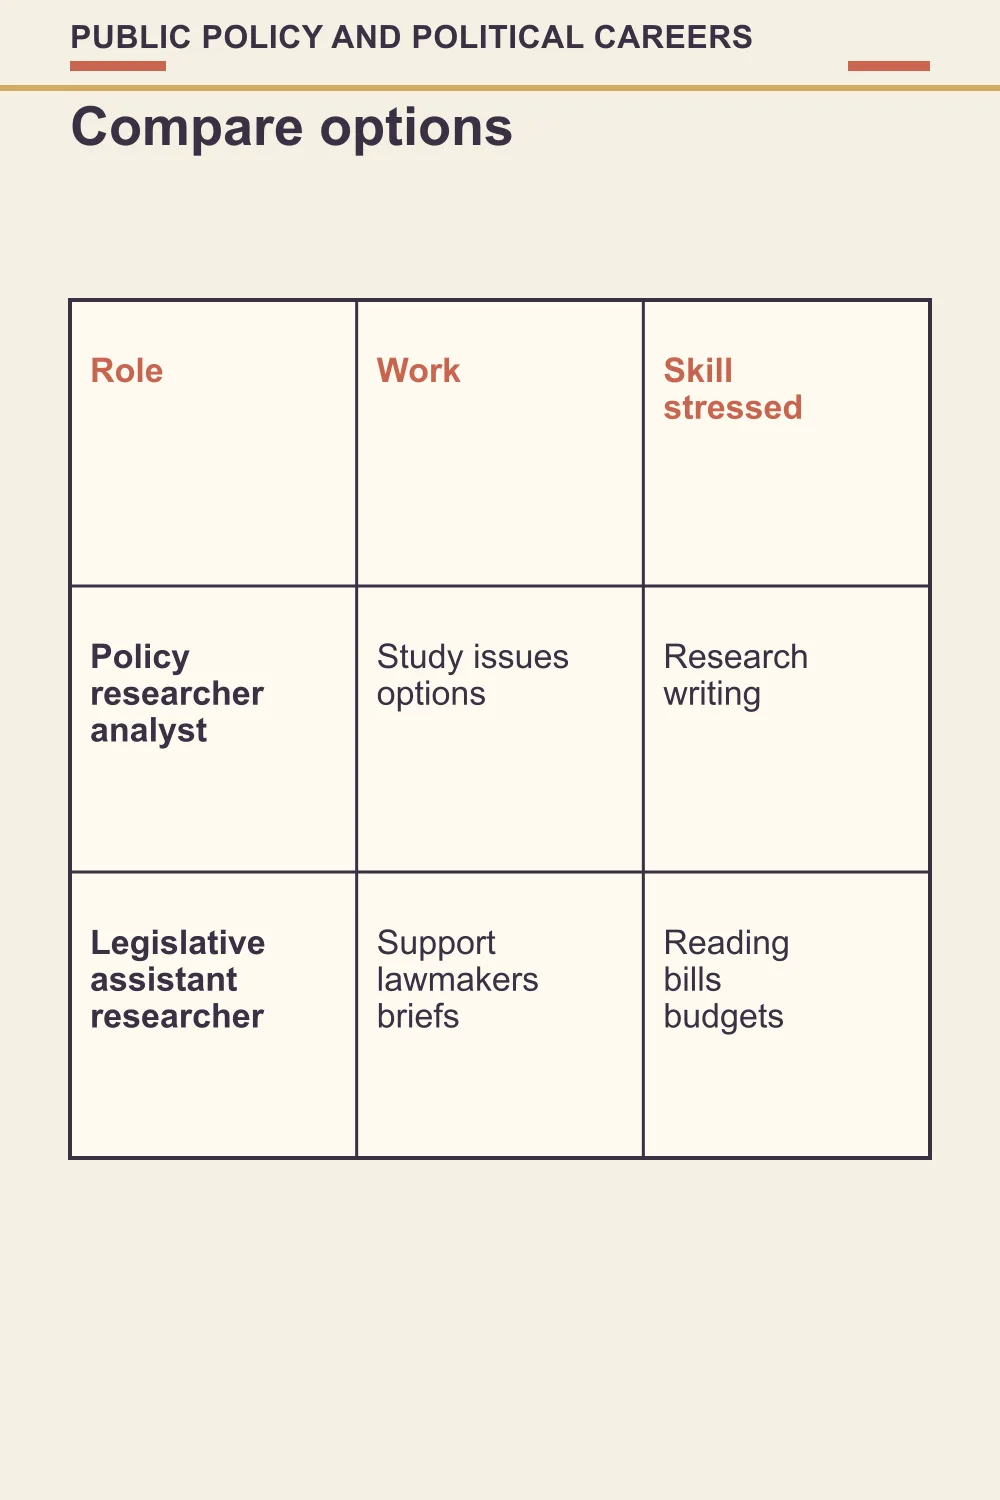 PUBLIC POLICY AND POLITICAL CAREERS
Compare options
Role
Work
Skill
stressed
Policy
researcher
analyst
Study issues
options
Research
writing
Legislative
assistant
researcher
Support
lawmakers
briefs
Reading
bills
budgets